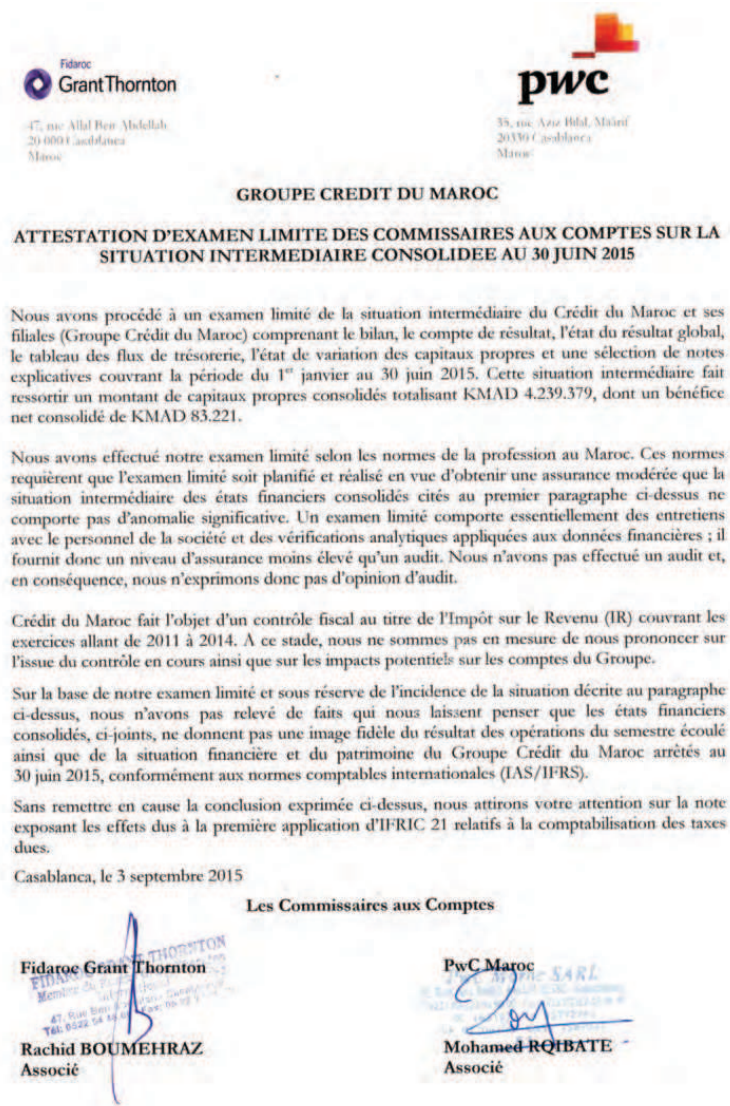 Fidaroc
Grant Thornton
pwc
47, rue Allal Ben Abdellah
20 000 Casablanca
Maroc
35, rue Aziz Bilal, Maârif
20330 Casablanca
Maroc
GROUPE CREDIT DU MAROC
ATTESTATION D'EXAMEN LIMITE DES COMMISSAIRES AUX COMPTES SUR LA
SITUATION INTERMEDIAIRE CONSOLIDEE AU 30 JUIN 2015
Nous avons procédé à un examen limité de la situation intermédiaire du Crédit du Maroc et ses
filiales (Groupe Crédit du Maroc) comprenant le bilan, le compte de résultat, l'état du résultat global,
le tableau des flux de trésorerie, l'état de variation des capitaux propres et une sélection de notes
explicatives couvrant la période du 1er janvier au 30 juin 2015. Cette situation intermédiaire fait
ressortir un montant de capitaux propres consolidés totalisant KMAD 4.239.379, dont un bénéfice
net consolidé de KMAD 83.221.
Nous avons effectué notre examen limité selon les normes de la profession au Maroc. Ces normes
requièrent que l'examen limité soit planifié et réalisé en vue d'obtenir une assurance modérée que la
situation intermédiaire des états financiers consolidés cités au premier paragraphe ci-dessus ne
comporte pas d'anomalie significative. Un examen limité comporte essentiellement des entretiens
avec le personnel de la société et des vérifications analytiques appliquées aux données financières ; il
fournit donc un niveau d'assurance moins élevé qu'un audit. Nous n'avons pas effectué un audit et,
en conséquence, nous n'exprimons donc pas d'opinion d'audit.
Crédit du Maroc fait l'objet d'un contrôle fiscal au titre de l'Impôt sur le Revenu (IR) couvrant les
exercices allant de 2011 à 2014. A ce stade, nous ne sommes pas en mesure de nous prononcer sur
l'issue du contrôle en cours ainsi que sur les impacts potentiels sur les comptes du Groupe.
Sur la base de notre examen limité et sous réserve de l'incidence de la situation décrite au paragraphe
ci-dessus, nous n'avons pas relevé de faits qui nous laissent penser que les états financiers
consolidés, ci-joints, ne donnent pas une image fidèle du résultat des opérations du semestre écoulé
ainsi que de la situation financière et du patrimoine du Groupe Crédit du Maroc arrêtés au
30 juin 2015, conformément aux normes comptables internationales (IAS/IFRS).
Sans remettre en cause la conclusion exprimée ci-dessus, nous attirons votre attention sur la note
exposant les effets dus à la première application d'IFRIC 21 relatifs à la comptabilisation des taxes
dues.
Casablanca, le 3 septembre 2015
Les Commissaires aux Comptes
Fidaroc Grant Thornton
PwC Maroc
FIDAROC GRANT THORNTON
47, Rue
Rachid BOUMEHRAZ
Associé
Mohamed RQIBATE
Associé